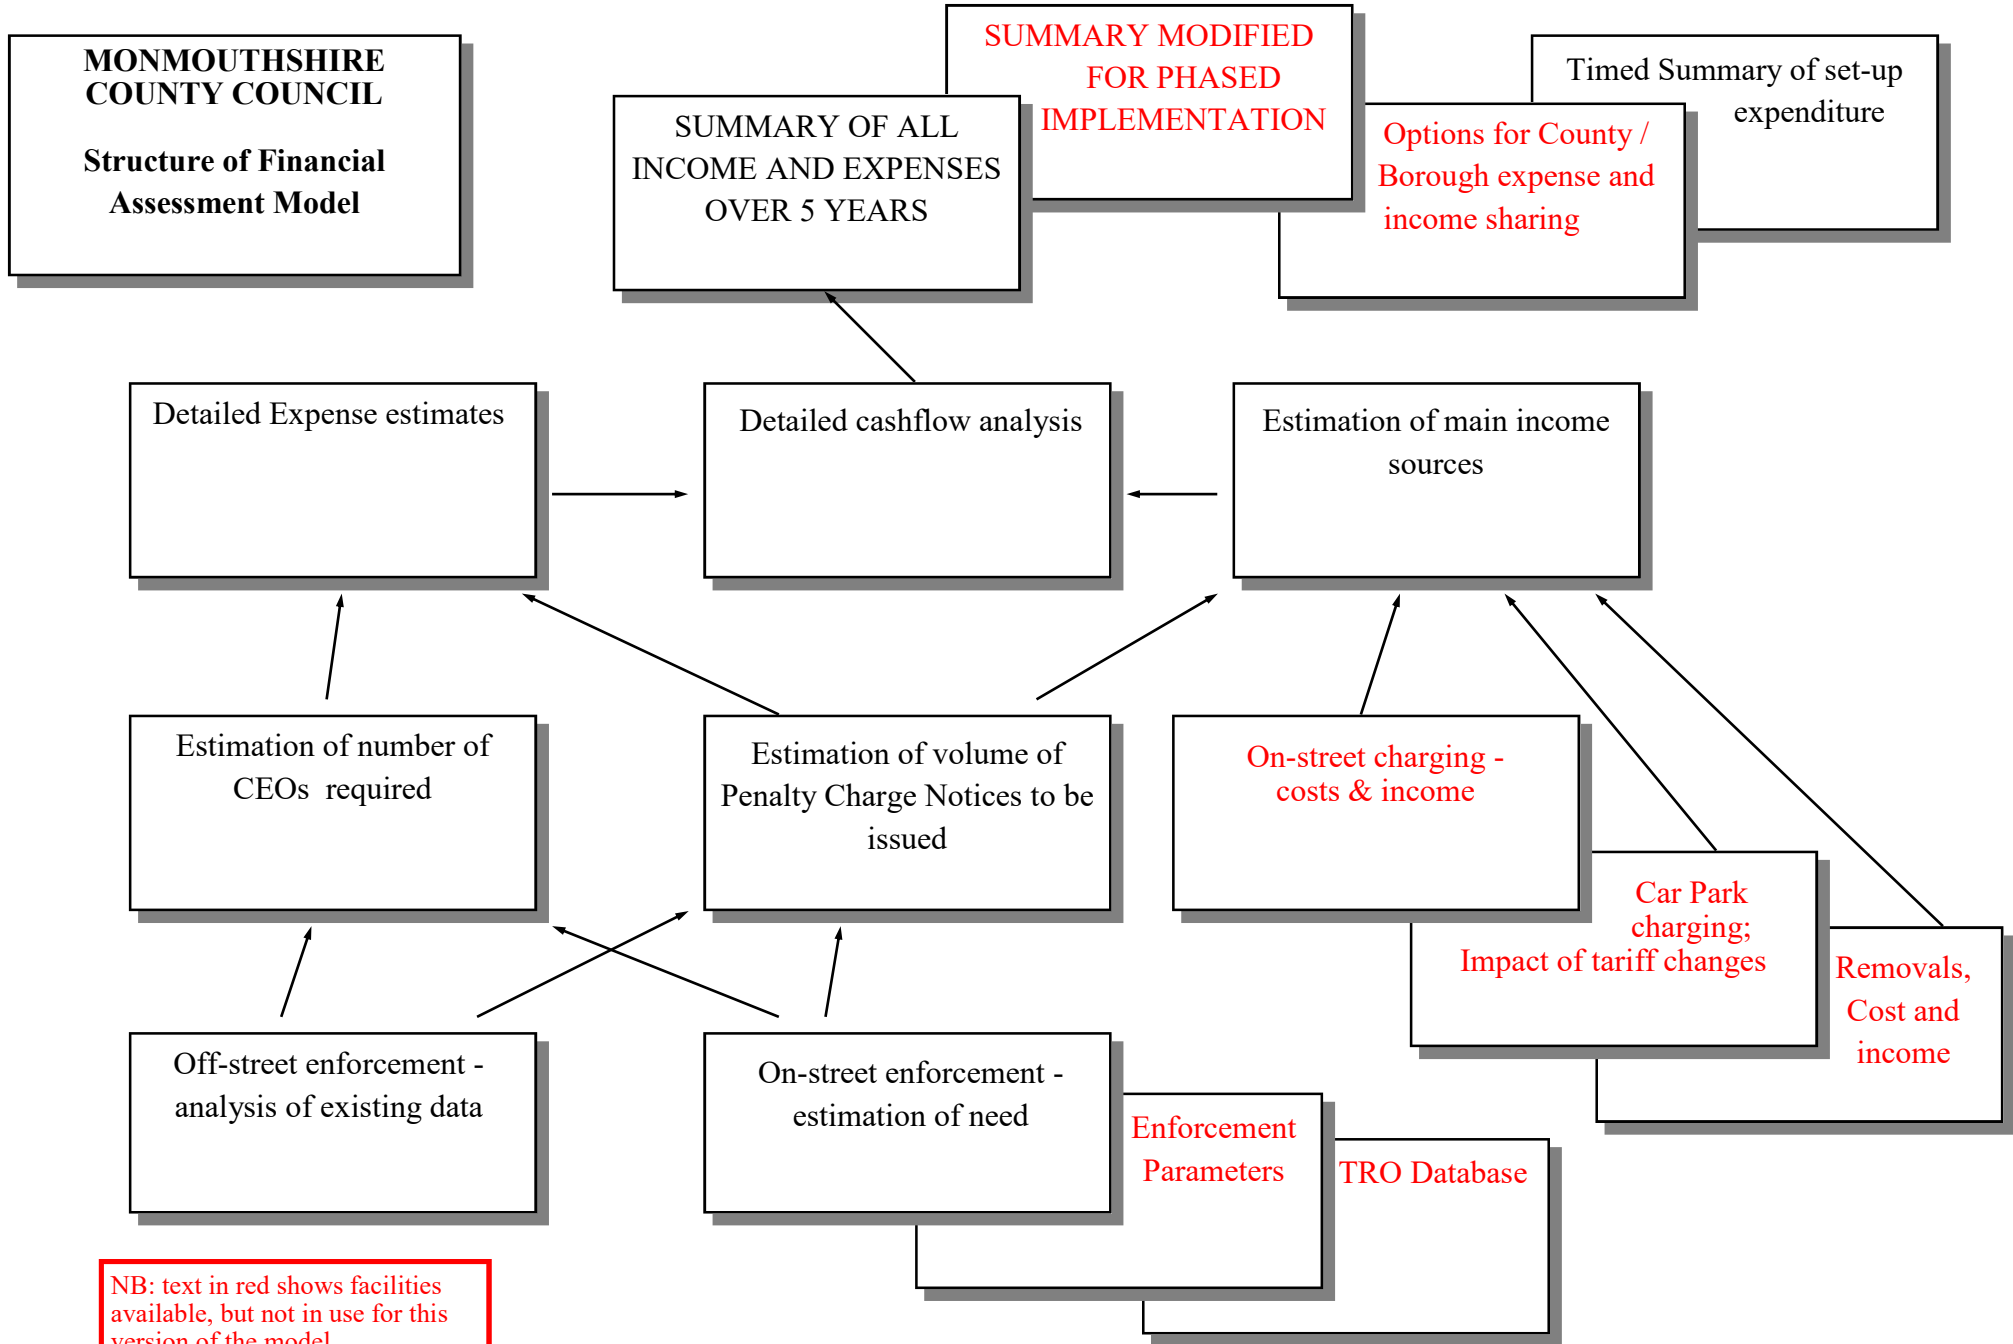 MONMOUTHSHIRE
COUNTY COUNCIL
Structure of Financial
Assessment Model
SUMMARY OF ALL
INCOME AND EXPENSES
OVER 5 YEARS
SUMMARY MODIFIED
FOR PHASED
IMPLEMENTATION
Options for County /
Borough expense and
income sharing
Timed Summary of set-up
expenditure
Detailed Expense estimates
Detailed cashflow analysis
Estimation of main income
sources
Estimation of number of
CEOs required
Estimation of volume of
Penalty Charge Notices to be
issued
On-street charging -
costs & income
Car Park
charging;
Impact of tariff changes
Removals,
Cost and
income
Off-street enforcement -
analysis of existing data
On-street enforcement -
estimation of need
Enforcement
Parameters
TRO Database
NB: text in red shows facilities
available, but not in use for this
version of the model